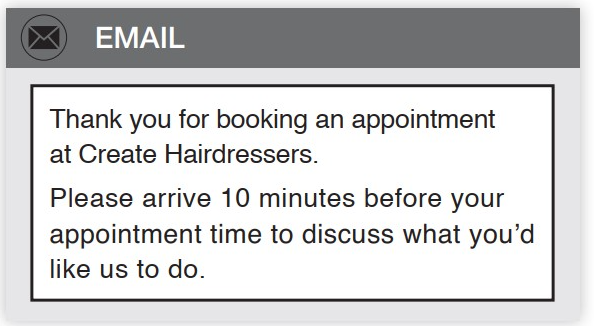 EMAIL
Thank you for booking an appointment
at Create Hairdressers.
Please arrive 10 minutes before your
appointment time to discuss what you’d
like us to do.